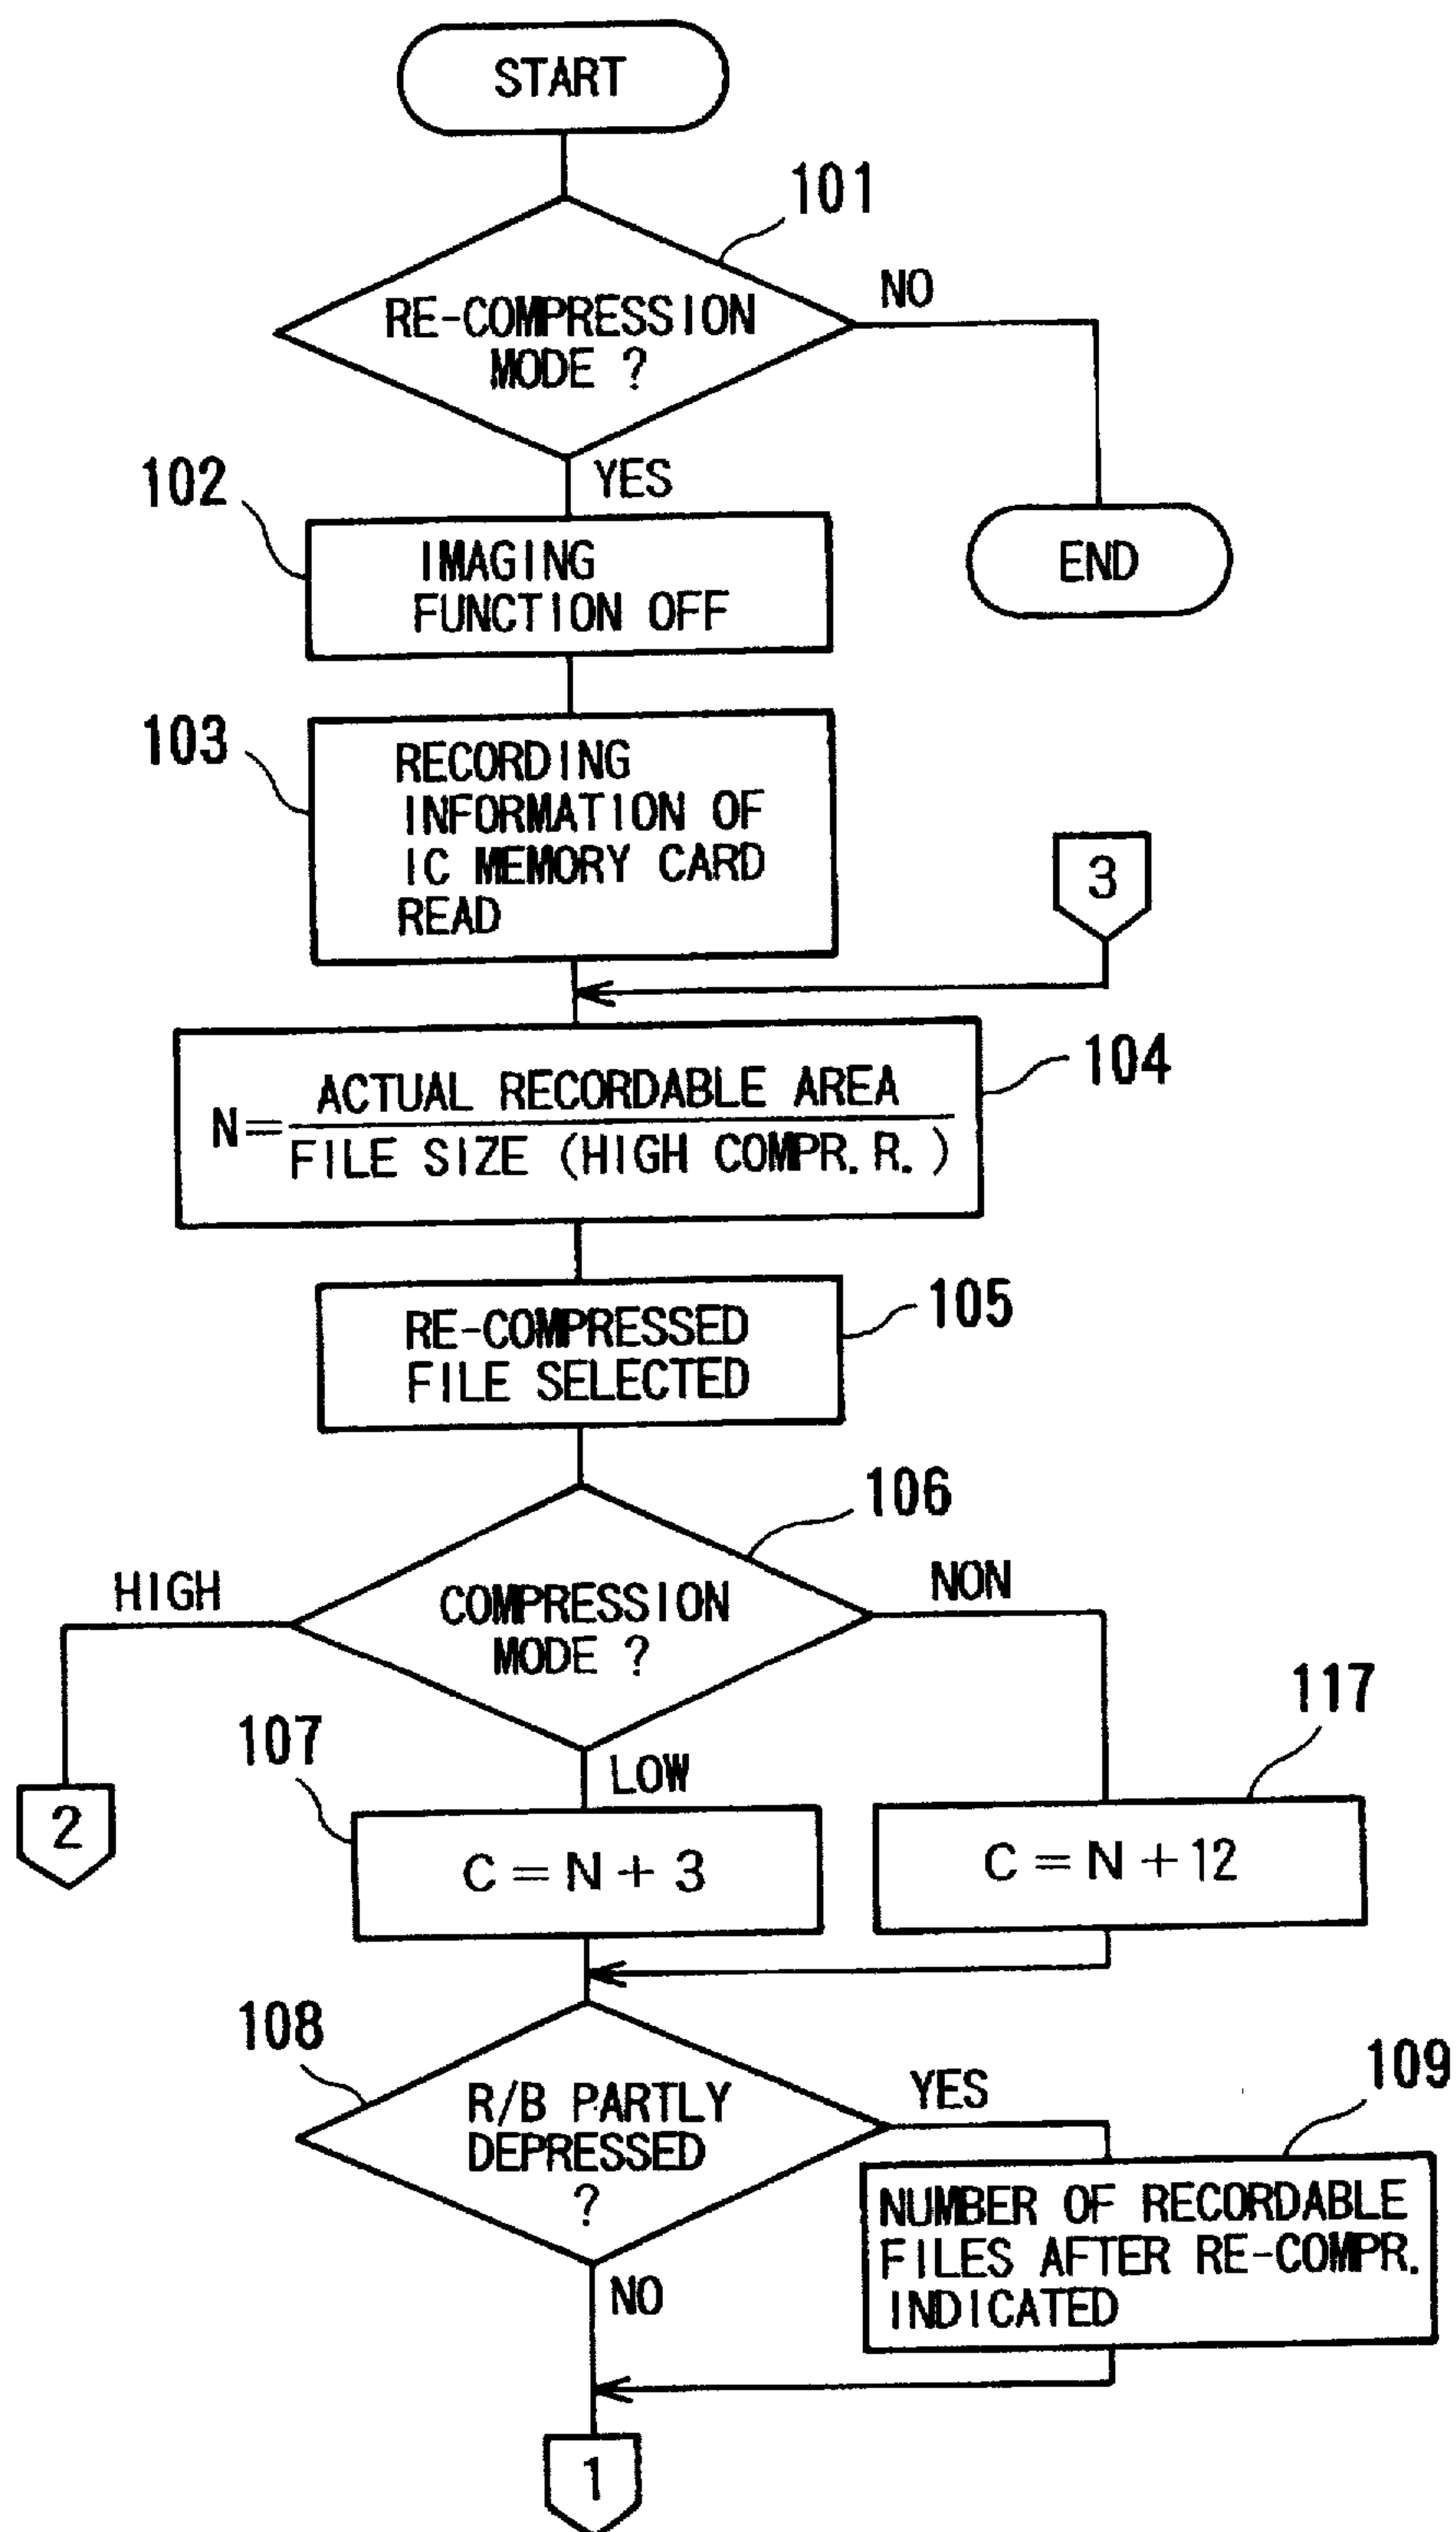 START
101
RE-COMPRESSION
MODE ?
NO
YES
102
IMAGING
FUNCTION OFF
END
103
RECORDING
INFORMATION OF
IC MEMORY CARD
READ
3
104
ACTUAL RECORDABLE AREA
N=
FILE SIZE (HIGH COMPR. R.)
105
RE-COMPRESSED
FILE SELECTED
106
HIGH
COMPRESSION
MODE ?
NON
2
107
LOW
117
C = N + 3
C = N + 12
108
R/B PARTLY
DEPRESSED
?
YES
109
NUMBER OF RECORDABLE
FILES AFTER RE-COMPR.
INDICATED
NO
1